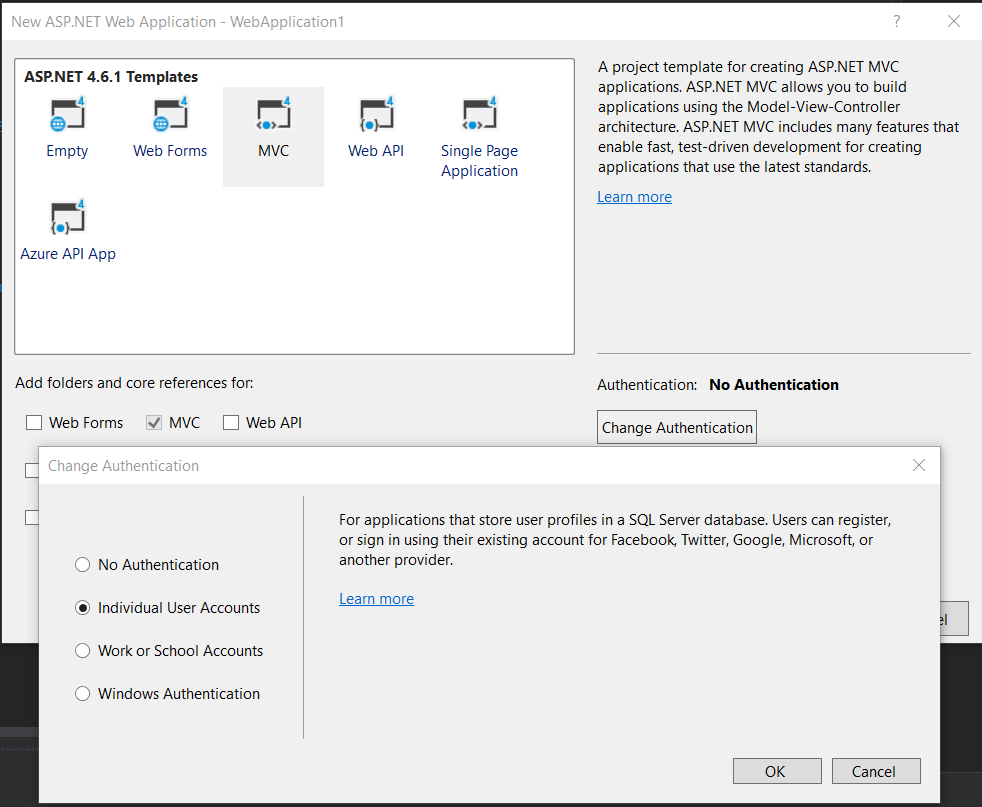 New ASP.NET Web Application - WebApplication1
?
ASP.NET 4.6.1 Templates
4 4 4 4 4
Empty
Web Forms
MVC
Web API
Single Page
Application
4
Azure API App
A project template for creating ASP.NET MVC
applications. ASP.NET MVC allows you to build
applications using the Model-View-Controller
architecture. ASP.NET MVC includes many features that
enable fast, test-driven development for creating
applications that use the latest standards.
Learn more
Add folders and core references for:
Web Forms
MVC
Web API
Authentication: No Authentication
Change Authentication
Change Authentication
No Authentication
Individual User Accounts
Work or School Accounts
Windows Authentication
For applications that store user profiles in a SQL Server database. Users can register,
or sign in using their existing account for Facebook, Twitter, Google, Microsoft, or
another provider.
Learn more
el
OK
Cancel